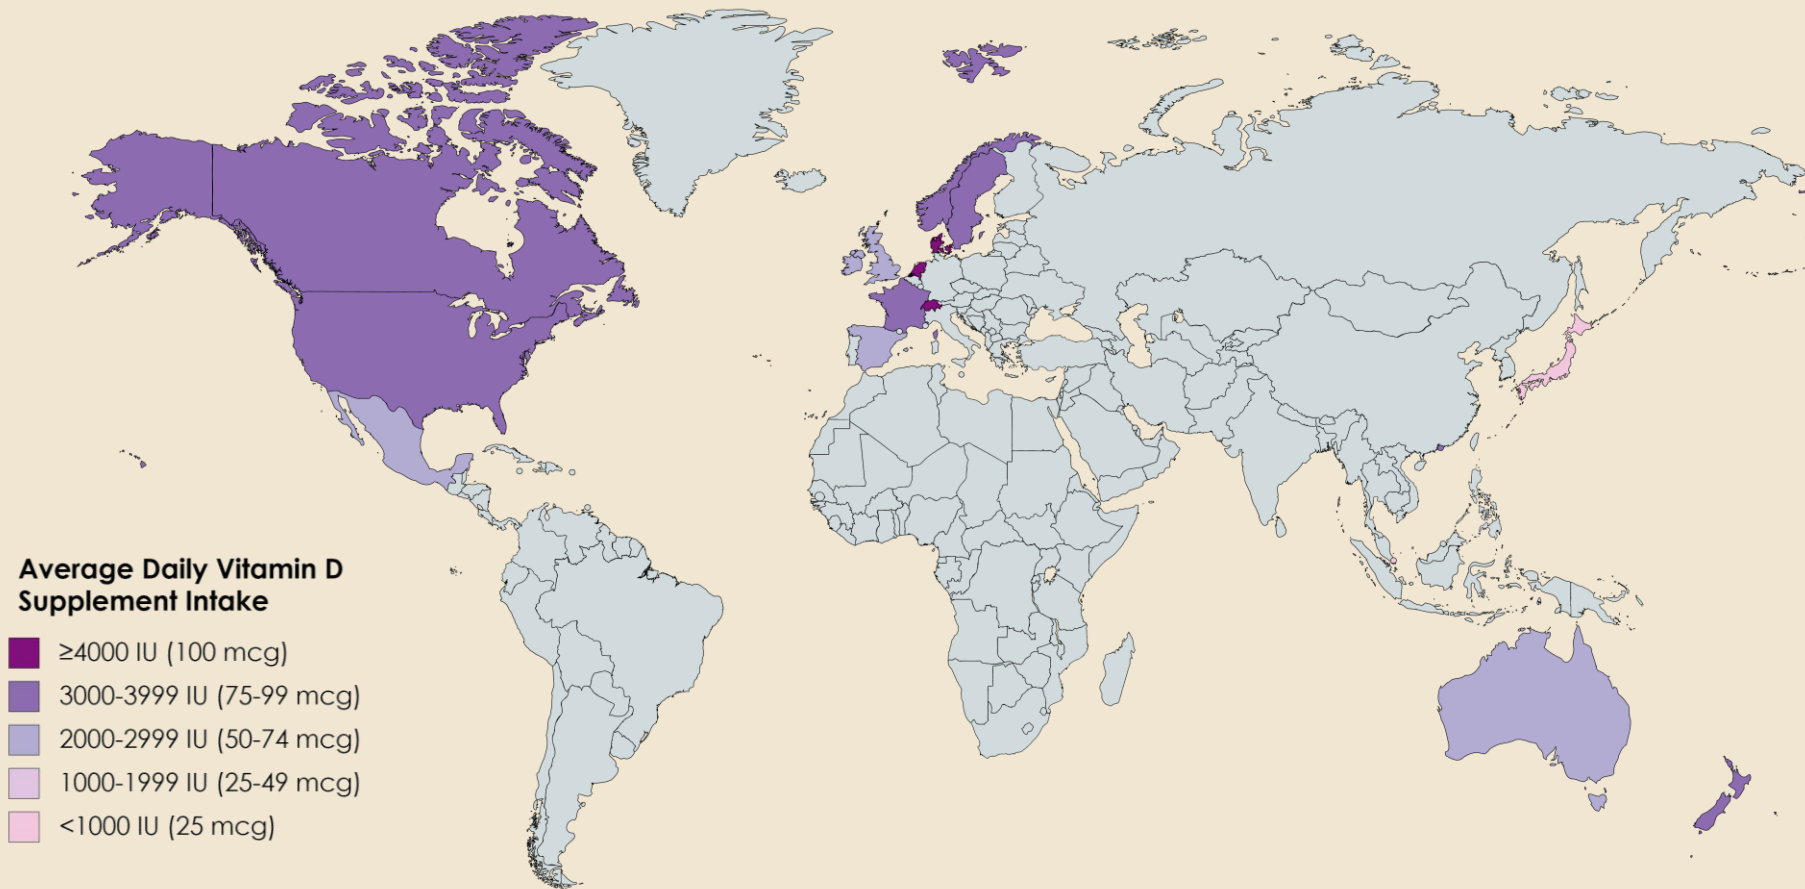 Average Daily Vitamin D
Supplement Intake
≥4000 IU (100 mcg)
3000-3999 IU (75-99 mcg)
2000-2999 IU (50-74 mcg)
1000-1999 IU (25-49 mcg)
<1000 IU (25 mcg)